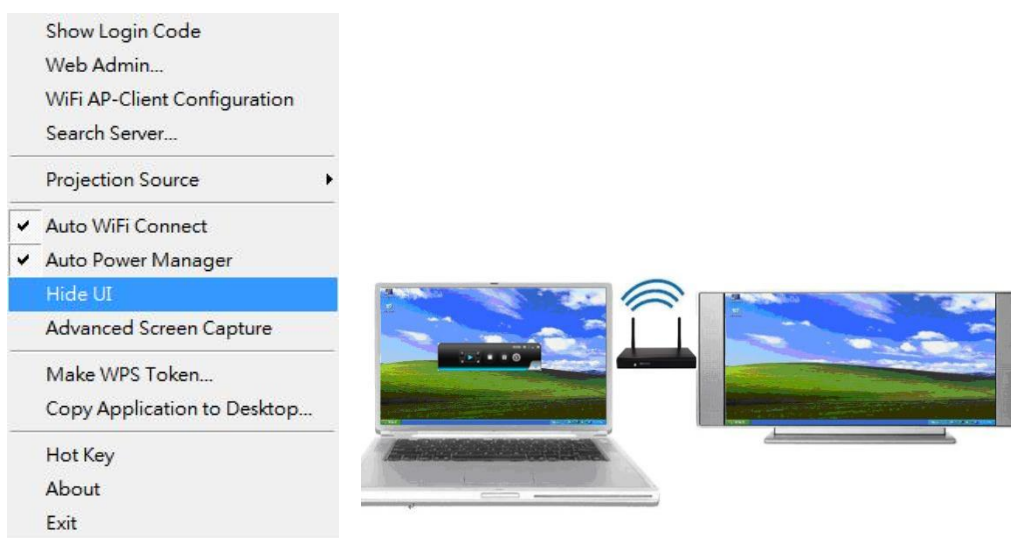 Show Login Code
Web Admin...
WiFi AP-Client Configuration
Search Server...
Projection Source
Auto WiFi Connect
Auto Power Manager
Hide UI
Advanced Screen Capture
Make WPS Token...
Copy Application to Desktop...
Hot Key
About
Exit